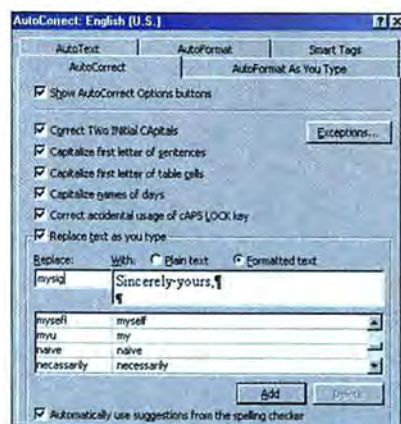 AutoCorrect: English (U.S.)
AutoText AutoFormat Smart Tags
AutoCorrect AutoFormat As You Type
Show AutoCorrect Options buttons
Correct TWo INitial CApitals
Exceptions...
Capitalize first letter of sentences
Capitalize first letter of table cells
Capitalize names of days
Correct accidental usage of cAPS LOCK key
Replace text as you type
Replace: With: Plain text Formatted text
mysig Sincerely·yours,¶
¶
mysefl myself
myu my
naive naive
necassarily necessarily
Add Delete
Automatically use suggestions from the spelling checker